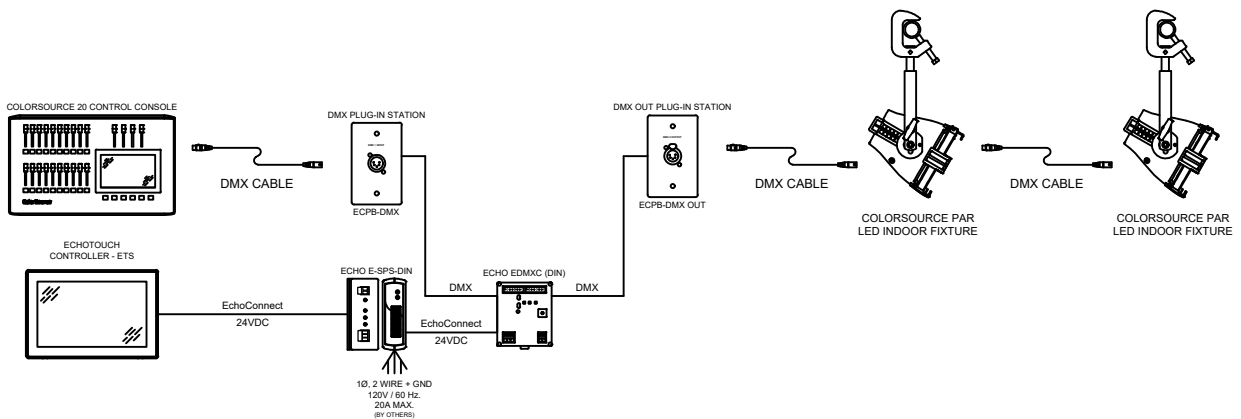 COLORSOURCE 20 CONTROL CONSOLE
ColorSource
DMX CABLE
DMX PLUG-IN STATION
ECPB-DMX
DMX OUT PLUG-IN STATION
ECPB-DMX OUT
DMX CABLE
COLORSOURCE PAR
LED INDOOR FIXTURE
DMX CABLE
COLORSOURCE PAR
LED INDOOR FIXTURE
ECHOTOUCH
CONTROLLER - ETS
EchoConnect
24VDC
ECHO E-SPS-DIN
1Ø, 2 WIRE + GND
120V / 60 Hz.
20A MAX.
(BY OTHERS)
EchoConnect
24VDC
DMX
ECHO EDMXC (DIN)
DMX